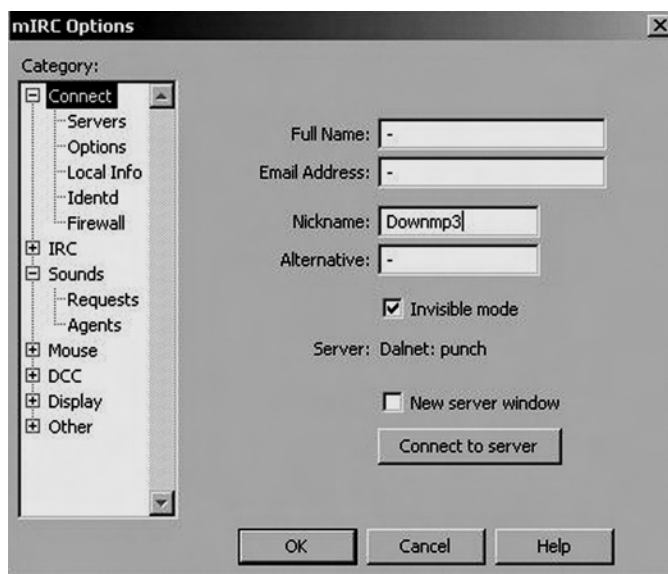 mIRC Options
Category:
Connect
Servers
Options
Local Info
Identd
Firewall
IRC
Sounds
Requests
Agents
Mouse
DCC
Display
Other
Full Name: -
Email Address: -
Nickname: Downmp3
Alternative: -
Invisible mode
Server: Dalnet: punch
New server window
Connect to server
OK Cancel Help